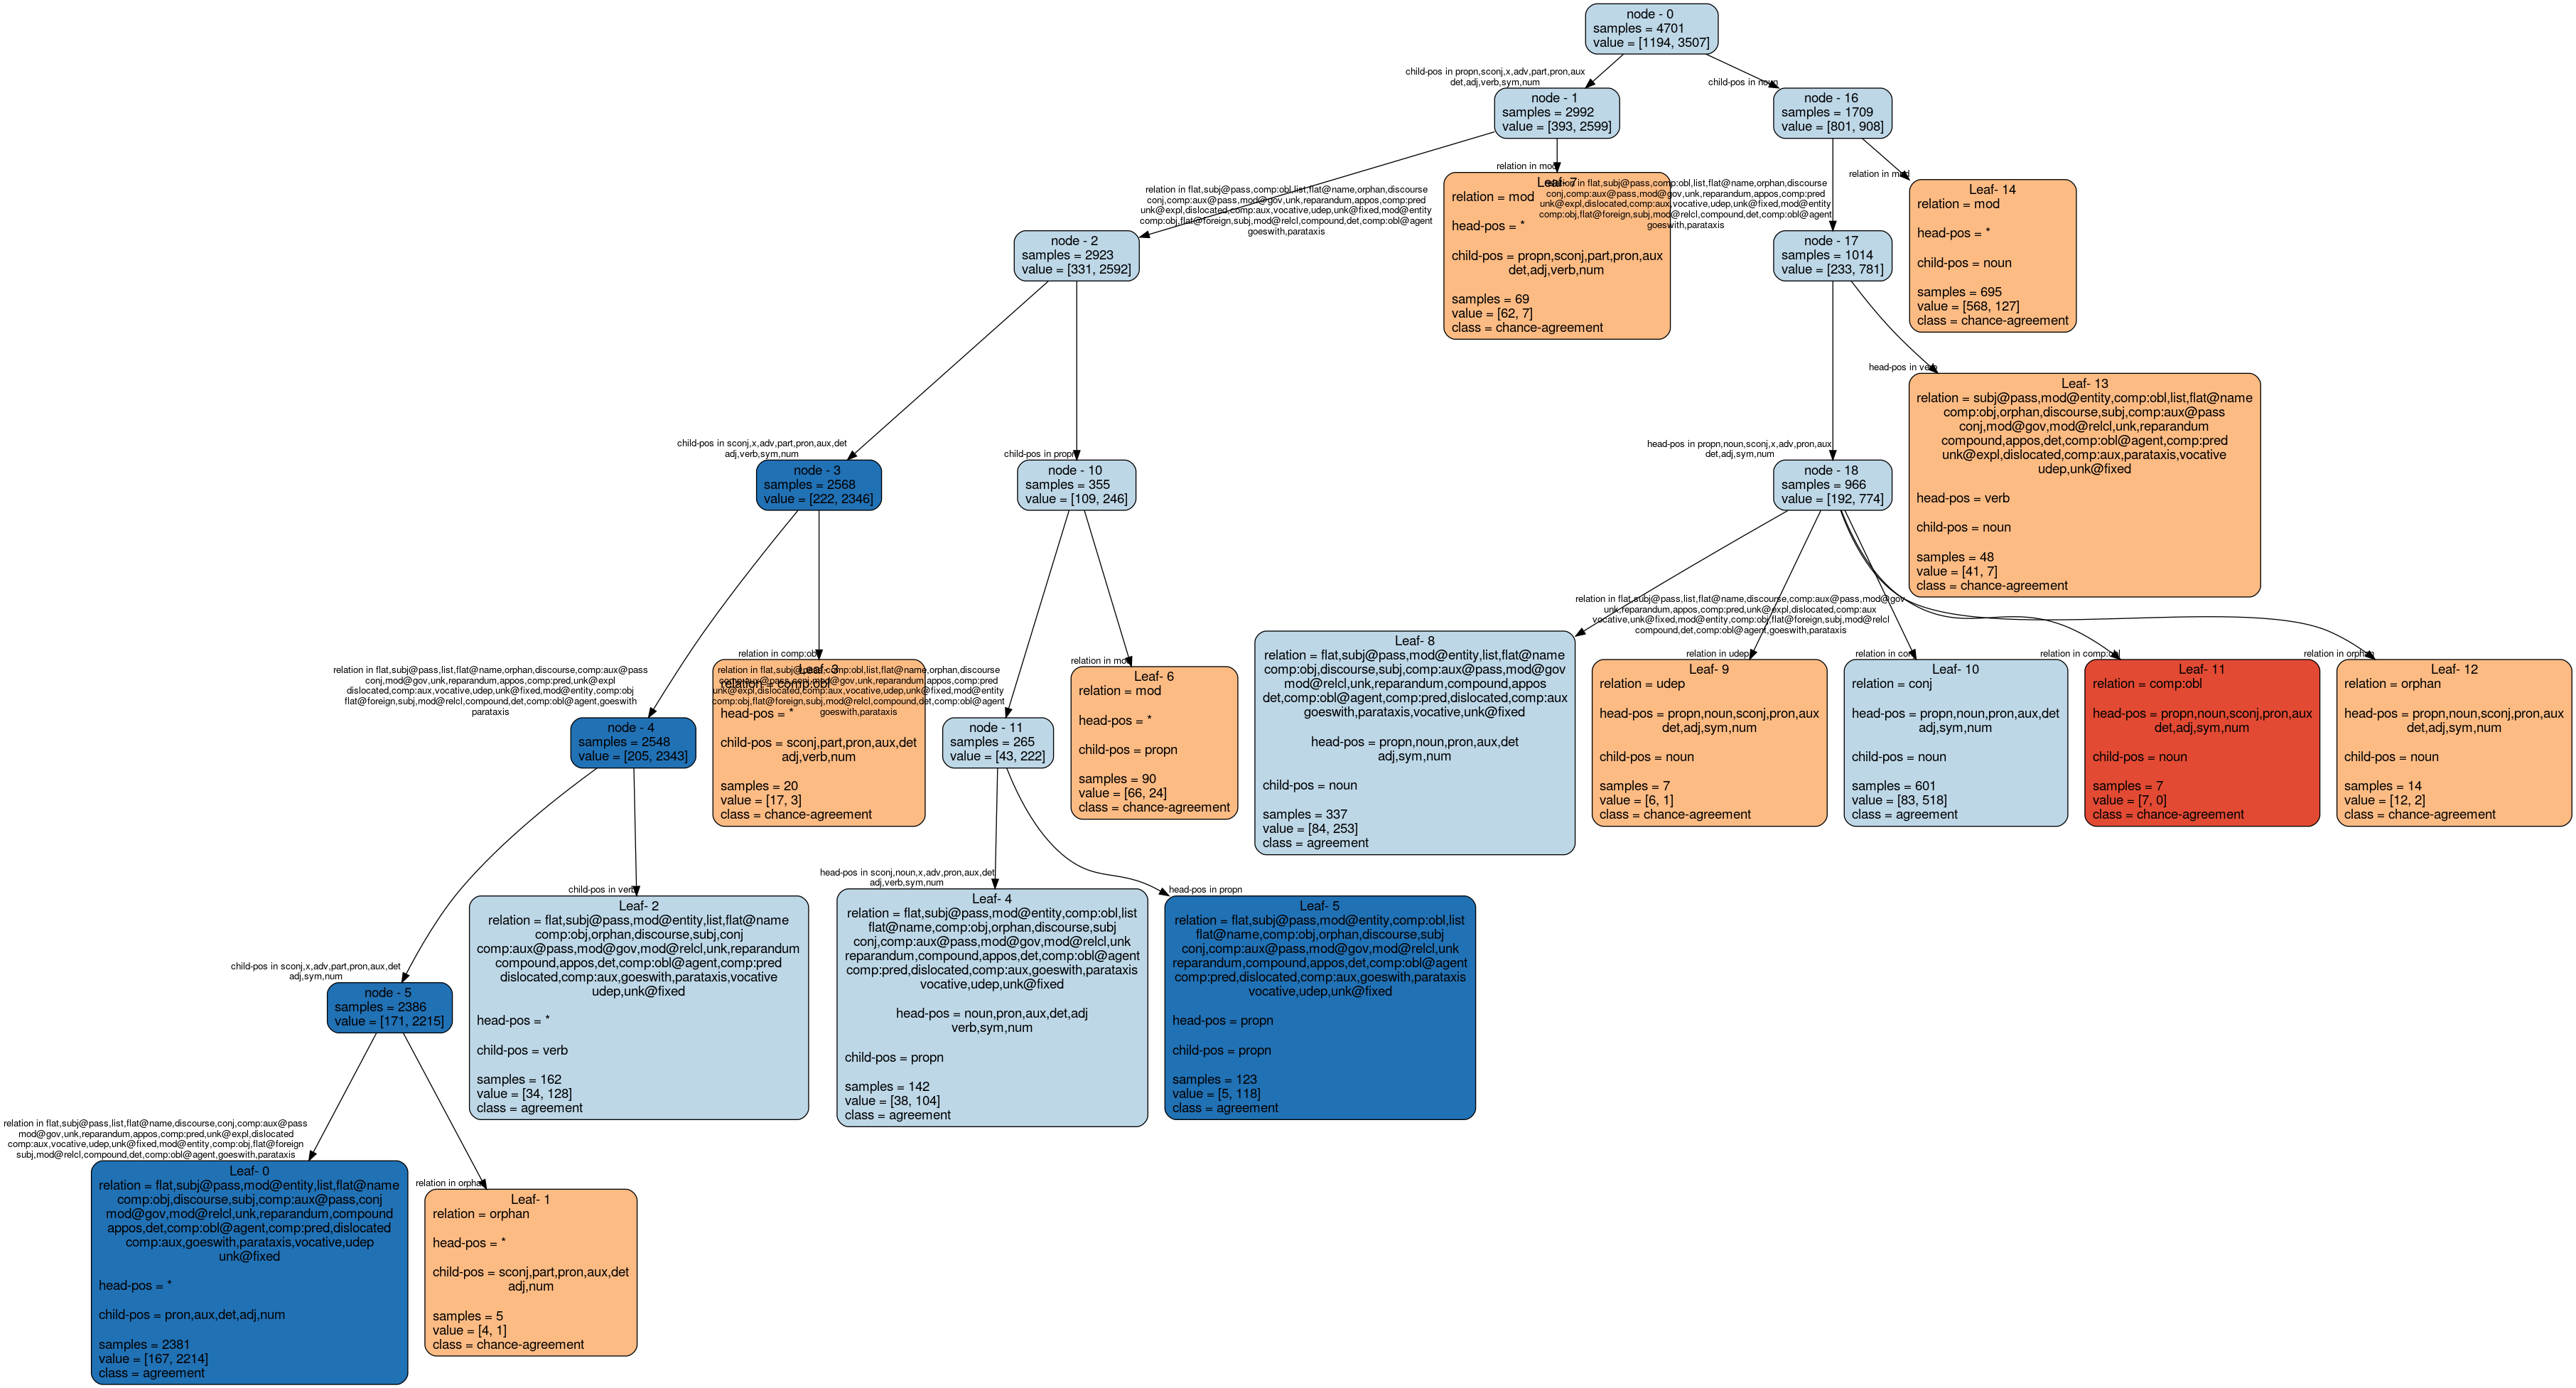 node - 0
samples = 4701
value = [1194, 3507]
child-pos in propn,sconj,x,adv,part,pron,aux
det,adj,verb,sym,num
child-pos in noun
node - 1
samples = 2992
value = [393, 2599]
node - 16
samples = 1709
value = [801, 908]
relation in flat,subj@pass,comp:obl,list,flat@name,orphan,discourse
conj,comp:aux@pass,mod@gov,unk,reparandum,appos,comp:pred
unk@expl,dislocated,comp:aux,vocative,udep,unk@fixed,mod@entity
comp:obj,flat@foreign,subj,mod@relcl,compound,det,comp:obl@agent
goeswith,parataxis
relation in mod
Leaf- 7
relation = mod
head-pos = *
child-pos = propn,sconj,part,pron,aux
det,adj,verb,num
samples = 69
value = [62, 7]
class = chance-agreement
relation in flat,subj@pass,comp:obl,list,flat@name,orphan,discourse
conj,comp:aux@pass,mod@gov,unk,reparandum,appos,comp:pred
unk@expl,dislocated,comp:aux,vocative,udep,unk@fixed,mod@entity
comp:obj,flat@foreign,subj,mod@relcl,compound,det,comp:obl@agent
goeswith,parataxis
relation in mod
Leaf- 14
relation = mod
head-pos = *
child-pos = noun
samples = 695
value = [568, 127]
class = chance-agreement
node - 2
samples = 2923
value = [331, 2592]
node - 17
samples = 1014
value = [233, 781]
child-pos in sconj,x,adv,part,pron,aux,det
adj,verb,sym,num
child-pos in propn
head-pos in propn,noun,sconj,x,adv,pron,aux
det,adj,sym,num
head-pos in verb
Leaf- 13
relation = subj@pass,mod@entity,comp:obl,list,flat@name
comp:obj,orphan,discourse,subj,comp:aux@pass
conj,mod@gov,mod@relcl,unk,reparandum
compound,appos,det,comp:obl@agent,comp:pred
unk@expl,dislocated,comp:aux,parataxis,vocative
udep,unk@fixed
head-pos = verb
child-pos = noun
samples = 48
value = [41, 7]
class = chance-agreement
node - 3
samples = 2568
value = [222, 2346]
node - 10
samples = 355
value = [109, 246]
node - 18
samples = 966
value = [192, 774]
relation in flat,subj@pass,list,flat@name,orphan,discourse,comp:aux@pass
conj,mod@gov,unk,reparandum,appos,comp:pred,unk@expl
dislocated,comp:aux,vocative,udep,unk@fixed,mod@entity,comp:obj
flat@foreign,subj,mod@relcl,compound,det,comp:obl@agent,goeswith
parataxis
relation in comp:obl
Leaf- 3
relation = comp:obl
head-pos = *
child-pos = sconj,part,pron,aux,det
adj,verb,num
samples = 20
value = [17, 3]
class = chance-agreement
relation in flat,subj@pass,comp:obl,list,flat@name,orphan,discourse
conj,comp:aux@pass,mod@gov,unk,reparandum,appos,comp:pred
unk@expl,dislocated,comp:aux,vocative,udep,unk@fixed,mod@entity
comp:obj,flat@foreign,subj,mod@relcl,compound,det,comp:obl@agent
goeswith,parataxis
relation in mod
Leaf- 6
relation = mod
head-pos = *
child-pos = propn
samples = 90
value = [66, 24]
class = chance-agreement
relation in flat,subj@pass,list,flat@name,discourse,comp:aux@pass,mod@gov
unk,reparandum,appos,comp:pred,unk@expl,dislocated,comp:aux
vocative,unk@fixed,mod@entity,comp:obj,flat@foreign,subj,mod@relcl
compound,det,comp:obl@agent,goeswith,parataxis
Leaf- 8
relation = flat,subj@pass,mod@entity,list,flat@name
comp:obj,discourse,subj,comp:aux@pass,mod@gov
mod@relcl,unk,reparandum,compound,appos
det,comp:obl@agent,comp:pred,dislocated,comp:aux
goeswith,parataxis,vocative,unk@fixed
head-pos = propn,noun,pron,aux,det
adj,sym,num
child-pos = noun
samples = 337
value = [84, 253]
class = agreement
relation in udep
Leaf- 9
relation = udep
head-pos = propn,noun,sconj,pron,aux
det,adj,sym,num
child-pos = noun
samples = 7
value = [6, 1]
class = chance-agreement
relation in conj
Leaf- 10
relation = conj
head-pos = propn,noun,pron,aux,det
adj,sym,num
child-pos = noun
samples = 601
value = [83, 518]
class = agreement
relation in comp:obl
Leaf- 11
relation = comp:obl
head-pos = propn,noun,sconj,pron,aux
det,adj,sym,num
child-pos = noun
samples = 7
value = [7, 0]
class = chance-agreement
relation in orphan
Leaf- 12
relation = orphan
head-pos = propn,noun,sconj,pron,aux
det,adj,sym,num
child-pos = noun
samples = 14
value = [12, 2]
class = chance-agreement
node - 4
samples = 2548
value = [205, 2343]
node - 11
samples = 265
value = [43, 222]
child-pos in sconj,x,adv,part,pron,aux,det
adj,sym,num
child-pos in verb
Leaf- 2
relation = flat,subj@pass,mod@entity,list,flat@name
comp:obj,orphan,discourse,subj,conj
comp:aux@pass,mod@gov,mod@relcl,unk,reparandum
compound,appos,det,comp:obl@agent,comp:pred
dislocated,comp:aux,goeswith,parataxis,vocative
udep,unk@fixed
head-pos = *
child-pos = verb
samples = 162
value = [34, 128]
class = agreement
head-pos in sconj,noun,x,adv,pron,aux,det
adj,verb,sym,num
Leaf- 4
relation = flat,subj@pass,mod@entity,comp:obl,list
flat@name,comp:obj,orphan,discourse,subj
conj,comp:aux@pass,mod@gov,mod@relcl,unk
reparandum,compound,appos,det,comp:obl@agent
comp:pred,dislocated,comp:aux,goeswith,parataxis
vocative,udep,unk@fixed
head-pos = noun,pron,aux,det,adj
verb,sym,num
child-pos = propn
samples = 142
value = [38, 104]
class = agreement
head-pos in propn
Leaf- 5
relation = flat,subj@pass,mod@entity,comp:obl,list
flat@name,comp:obj,orphan,discourse,subj
conj,comp:aux@pass,mod@gov,mod@relcl,unk
reparandum,compound,appos,det,comp:obl@agent
comp:pred,dislocated,comp:aux,goeswith,parataxis
vocative,udep,unk@fixed
head-pos = propn
child-pos = propn
samples = 123
value = [5, 118]
class = agreement
node - 5
samples = 2386
value = [171, 2215]
relation in flat,subj@pass,list,flat@name,discourse,conj,comp:aux@pass
mod@gov,unk,reparandum,appos,comp:pred,unk@expl,dislocated
comp:aux,vocative,udep,unk@fixed,mod@entity,comp:obj,flat@foreign
subj,mod@relcl,compound,det,comp:obl@agent,goeswith,parataxis
Leaf- 0
relation = flat,subj@pass,mod@entity,list,flat@name
comp:obj,discourse,subj,comp:aux@pass,conj
mod@gov,mod@relcl,unk,reparandum,compound
appos,det,comp:obl@agent,comp:pred,dislocated
comp:aux,goeswith,parataxis,vocative,udep
unk@fixed
head-pos = *
child-pos = pron,aux,det,adj,num
samples = 2381
value = [167, 2214]
class = agreement
relation in orphan
Leaf- 1
relation = orphan
head-pos = *
child-pos = sconj,part,pron,aux,det
adj,num
samples = 5
value = [4, 1]
class = chance-agreement